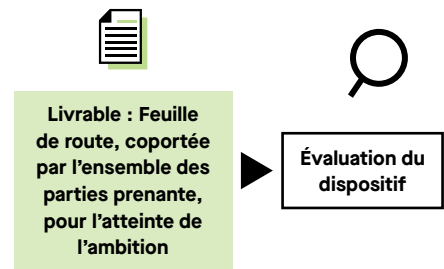 Livrable : Feuille
de route, coportée
par l'ensemble des
parties prenante,
pour l'atteinte de
l'ambition
Évaluation du
dispositif